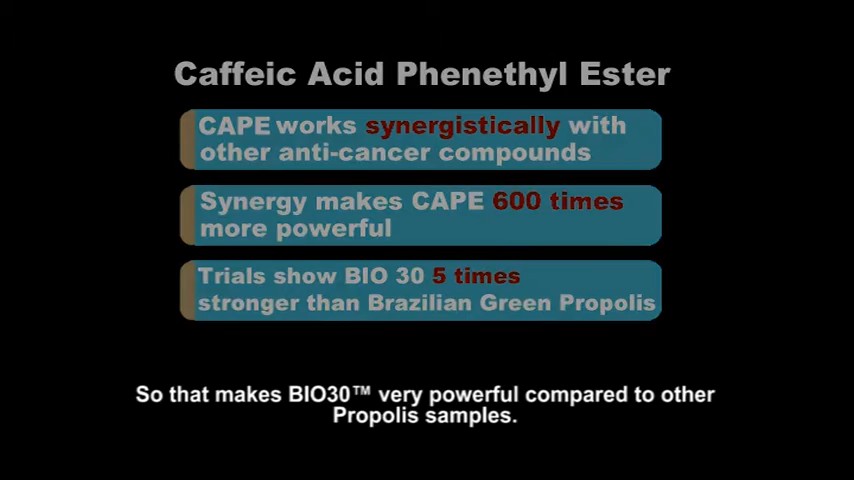 Caffeic Acid Phenethyl Ester
CAPE works synergistically with
other anti-cancer compounds
Synergy makes CAPE 600 times
more powerful
Trials show BIO 30 5 times
stronger than Brazilian Green Propolis
So that makes BIO30™ very powerful compared to other
Propolis samples.